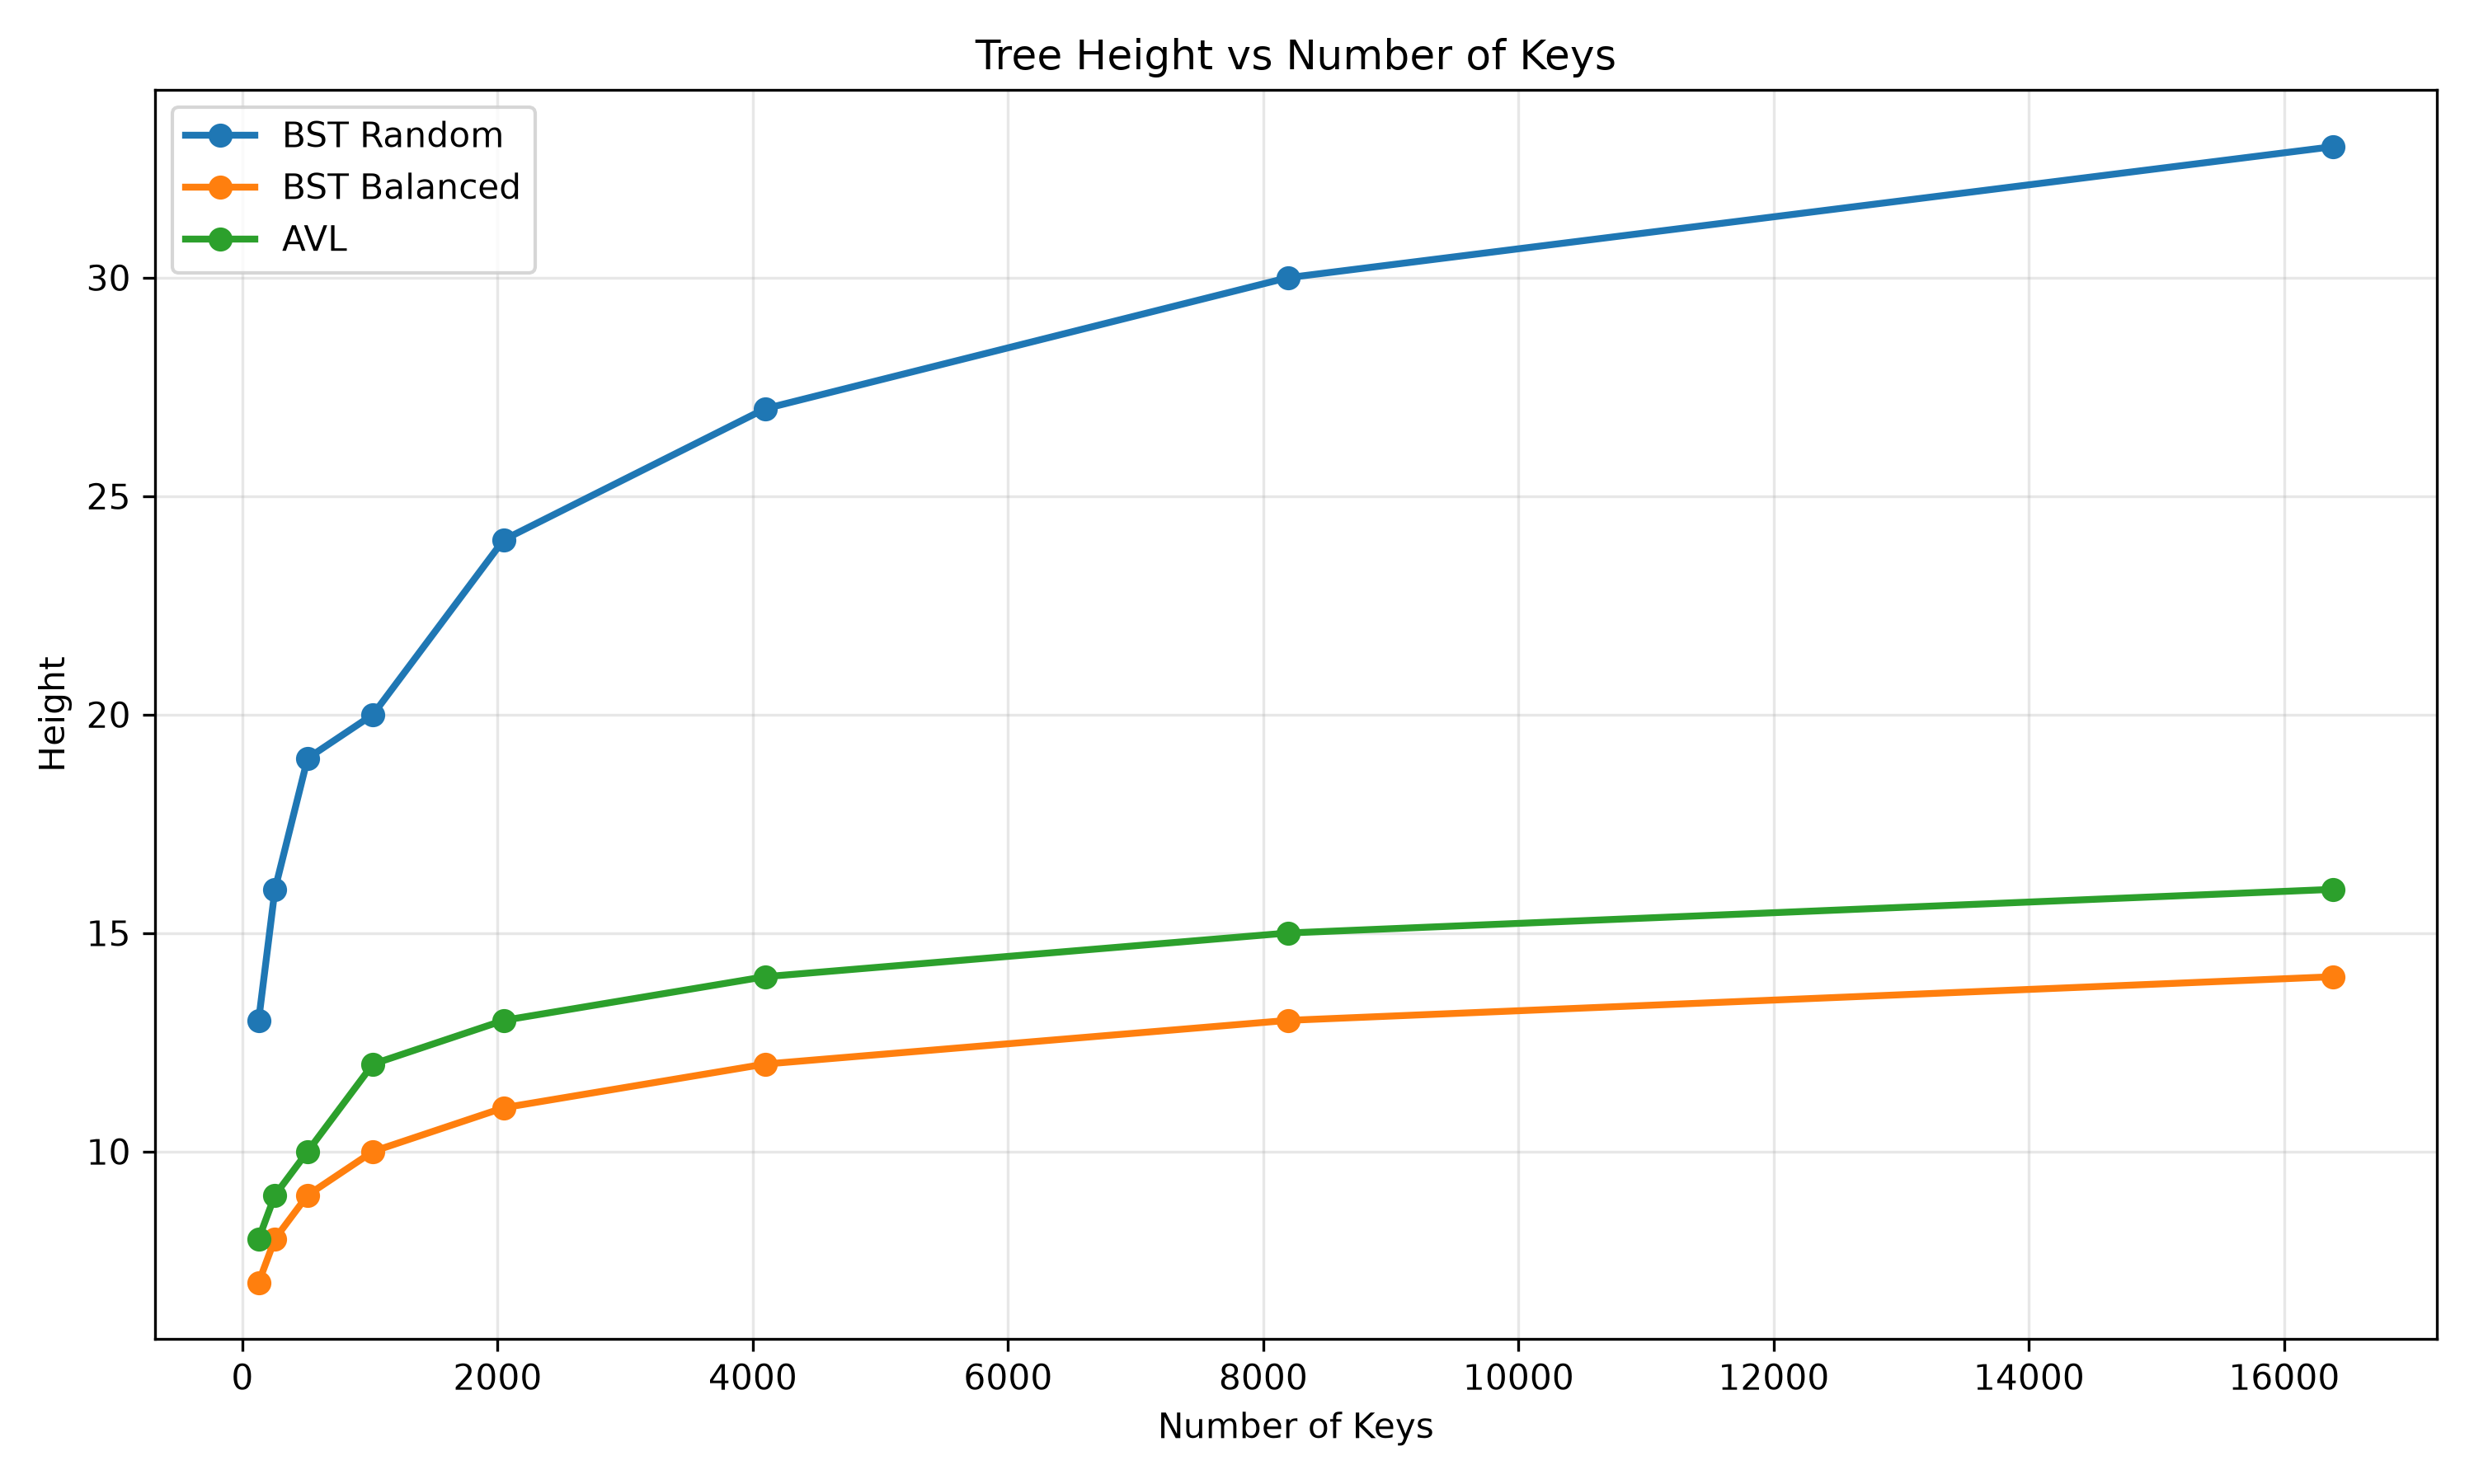 Tree Height vs Number of Keys
BST Random
BST Balanced
AVL
Height
30
25
20
15
10
0 2000 4000 6000 8000 10000 12000 14000 16000
Number of Keys